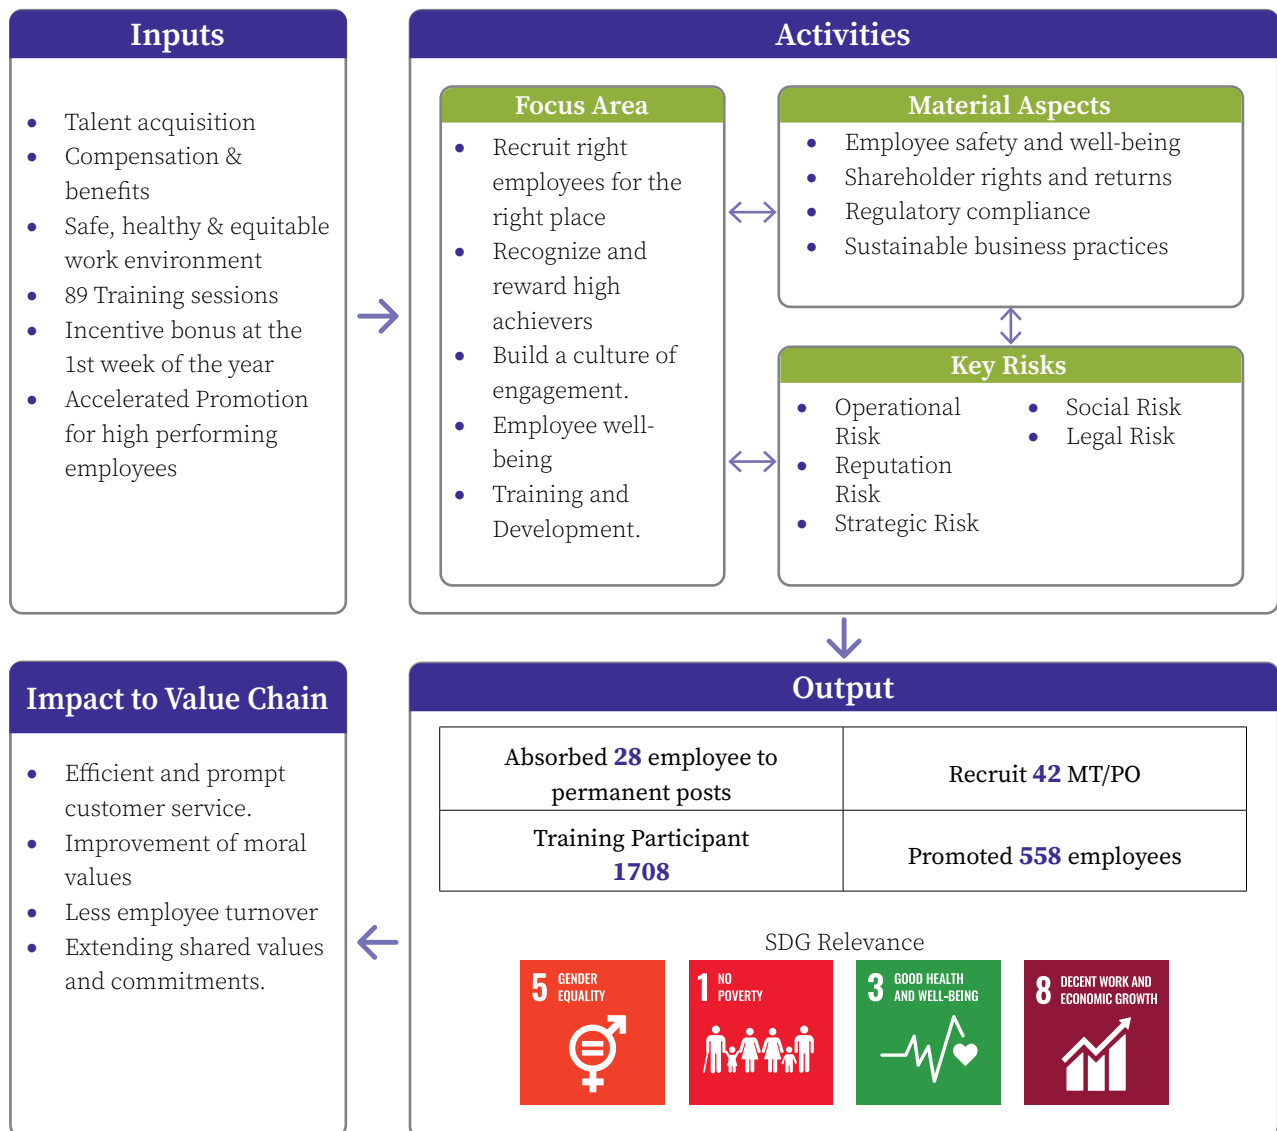 Inputs
Talent acquisition
Compensation &
benefits
Safe, healthy & equitable
work environment
89 Training sessions
Incentive bonus at the
1st week of the year
Accelerated Promotion
for high performing
employees
Activities
Focus Area
Recruit right
employees for the
right place
Recognize and
reward high
achievers
Build a culture of
engagement.
Employee well-
being
Training and
Development.
Material Aspects
Employee safety and well-being
Shareholder rights and returns
Regulatory compliance
Sustainable business practices
Key Risks
Operational
Risk
Reputation
Risk
Strategic Risk
Social Risk
Legal Risk
Output
Absorbed 28 employee to
permanent posts
Recruit 42 MT/PO
Training Participant
1708
Promoted 558 employees
SDG Relevance
5 GENDER
EQUALITY
1 NO
POVERTY
3 GOOD HEALTH
AND WELL-BEING
8 DECENT WORK AND
ECONOMIC GROWTH
Impact to Value Chain
Efficient and prompt
customer service.
Improvement of moral
values
Less employee turnover
Extending shared values
and commitments.